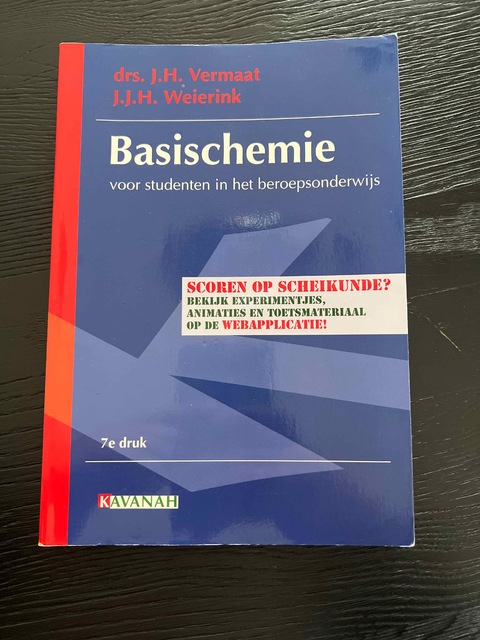 drs. J.H. Vermaat
J.J.H. Weierink
Basischemie
voor studenten in het beroepsonderwijs
SCOREN OP SCHEIKUNDE?
BEKIJK EXPERIMENTJES,
ANIMATIES EN TOETSMATERIAAL
OP DE WEBAPPLICATIE!
7e druk
KAVANAH